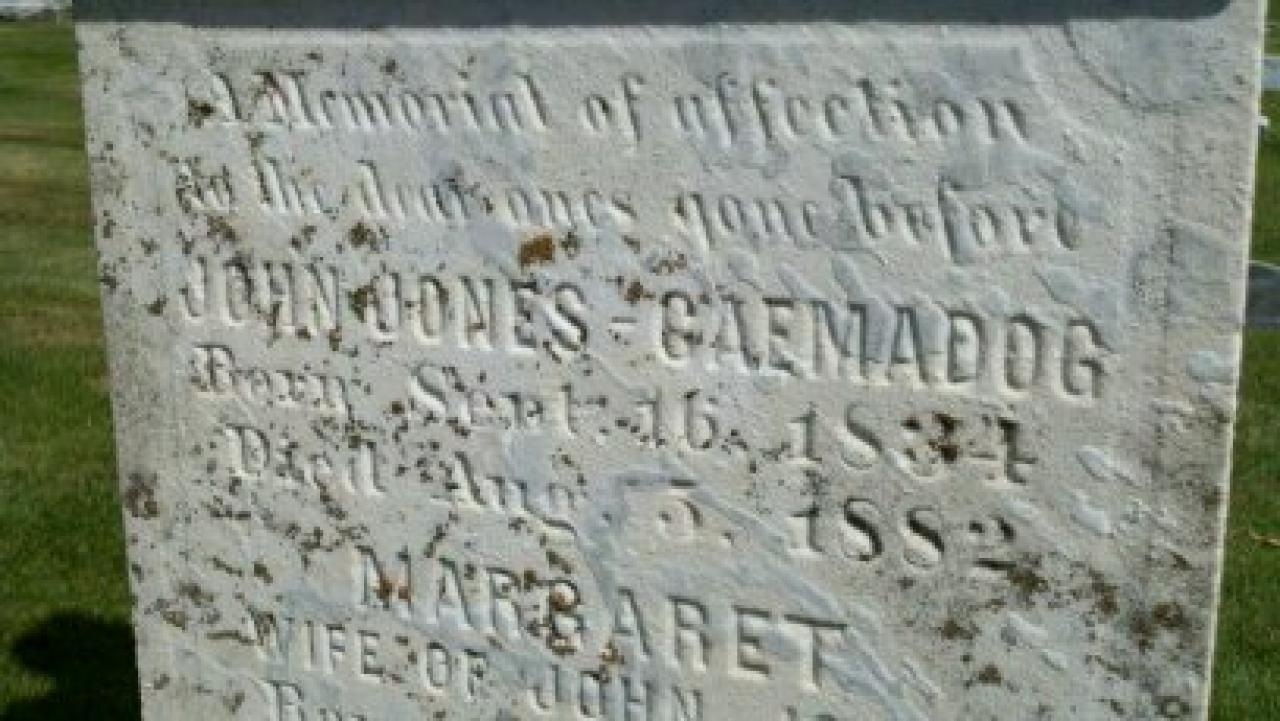 A Memorial of affection
to the dear ones gone before
JOHN JONES-CAEMADOG
Born Sept. 16. 1834
Died Aug 5. 1882
MARGARET
WIFE OF JOHN